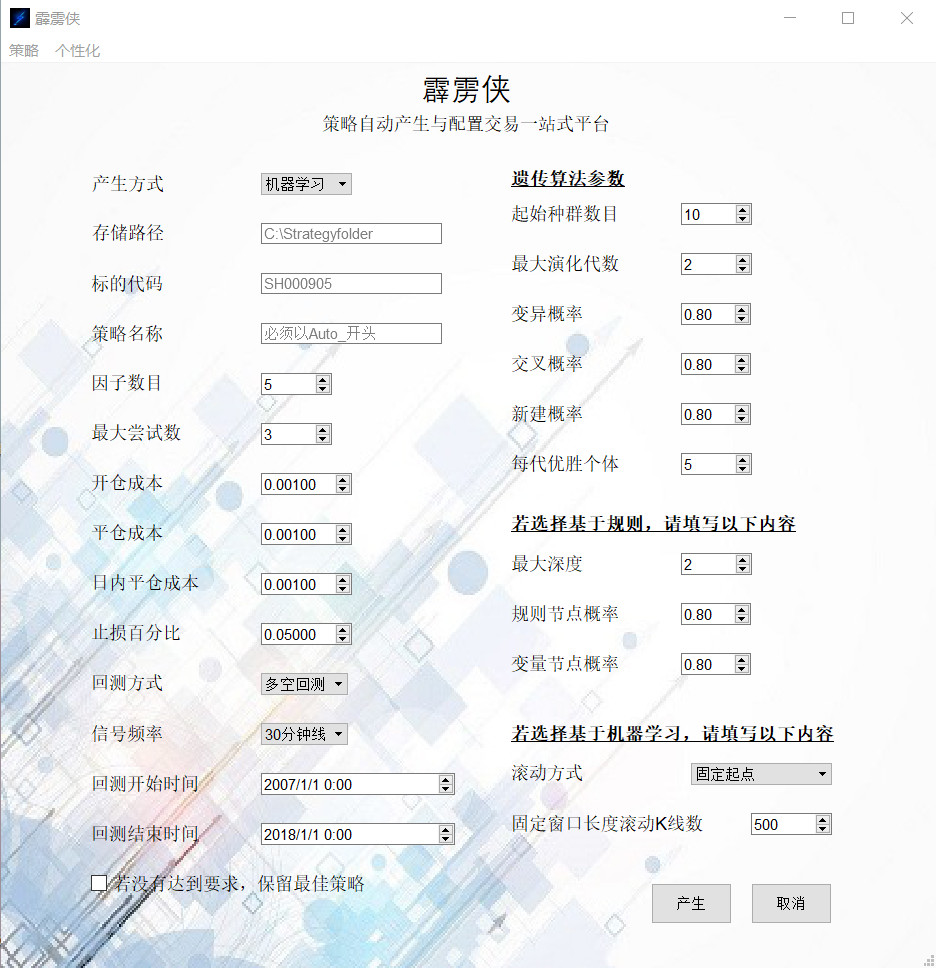 霹雳侠
策略 个性化
霹雳侠
策略自动产生与配置交易一站式平台
产生方式 机器学习
存储路径 C:\Strategyfolder
标的代码 SH000905
策略名称 必须以Auto_开头
因子数目 5
最大尝试数 3
开仓成本 0.00100
平仓成本 0.00100
日内平仓成本 0.00100
止损百分比 0.05000
回测方式 多空回测
信号频率 30分钟线
回测开始时间 2007/1/1 0:00
回测结束时间 2018/1/1 0:00
若没有达到要求，保留最佳策略
遗传算法参数
起始种群数目 10
最大演化代数 2
变异概率 0.80
交叉概率 0.80
新建概率 0.80
每代优胜个体 5
若选择基于规则，请填写以下内容
最大深度 2
规则节点概率 0.80
变量节点概率 0.80
若选择基于机器学习，请填写以下内容
滚动方式 固定起点
固定窗口长度滚动K线数 500
产生 取消